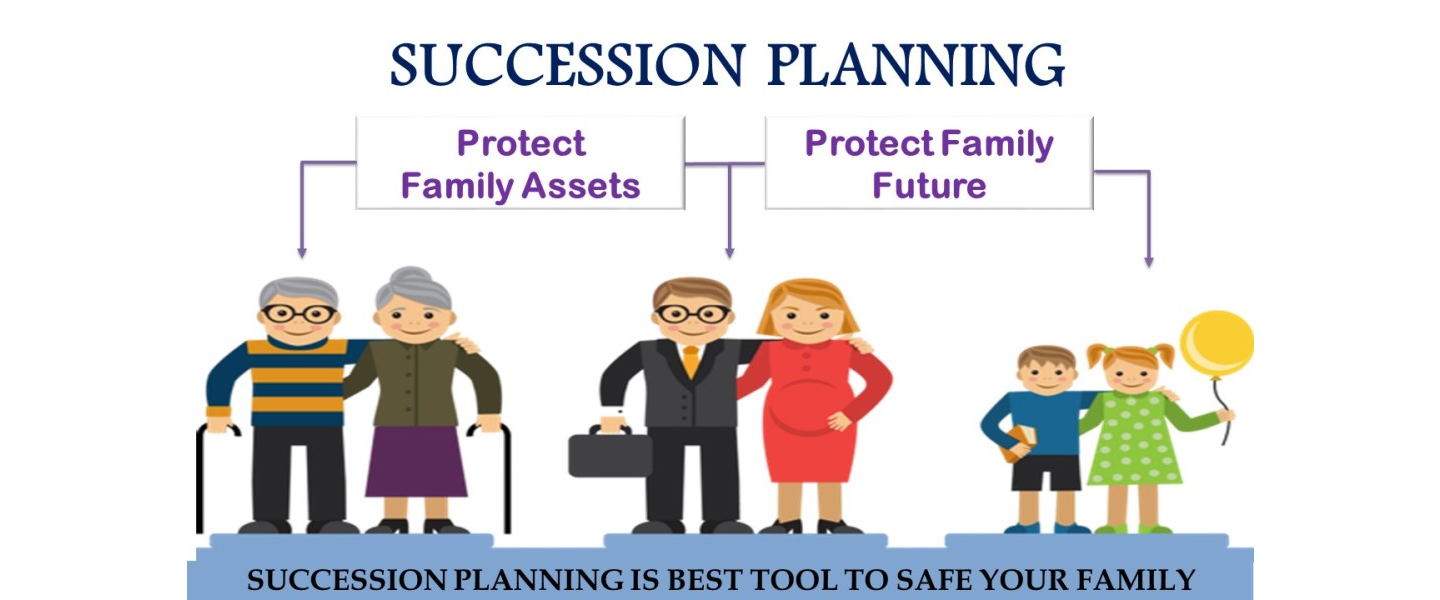 SUCCESSION PLANNING
Protect
Family Assets
Protect Family
Future
SUCCESSION PLANNING IS BEST TOOL TO SAFE YOUR FAMILY